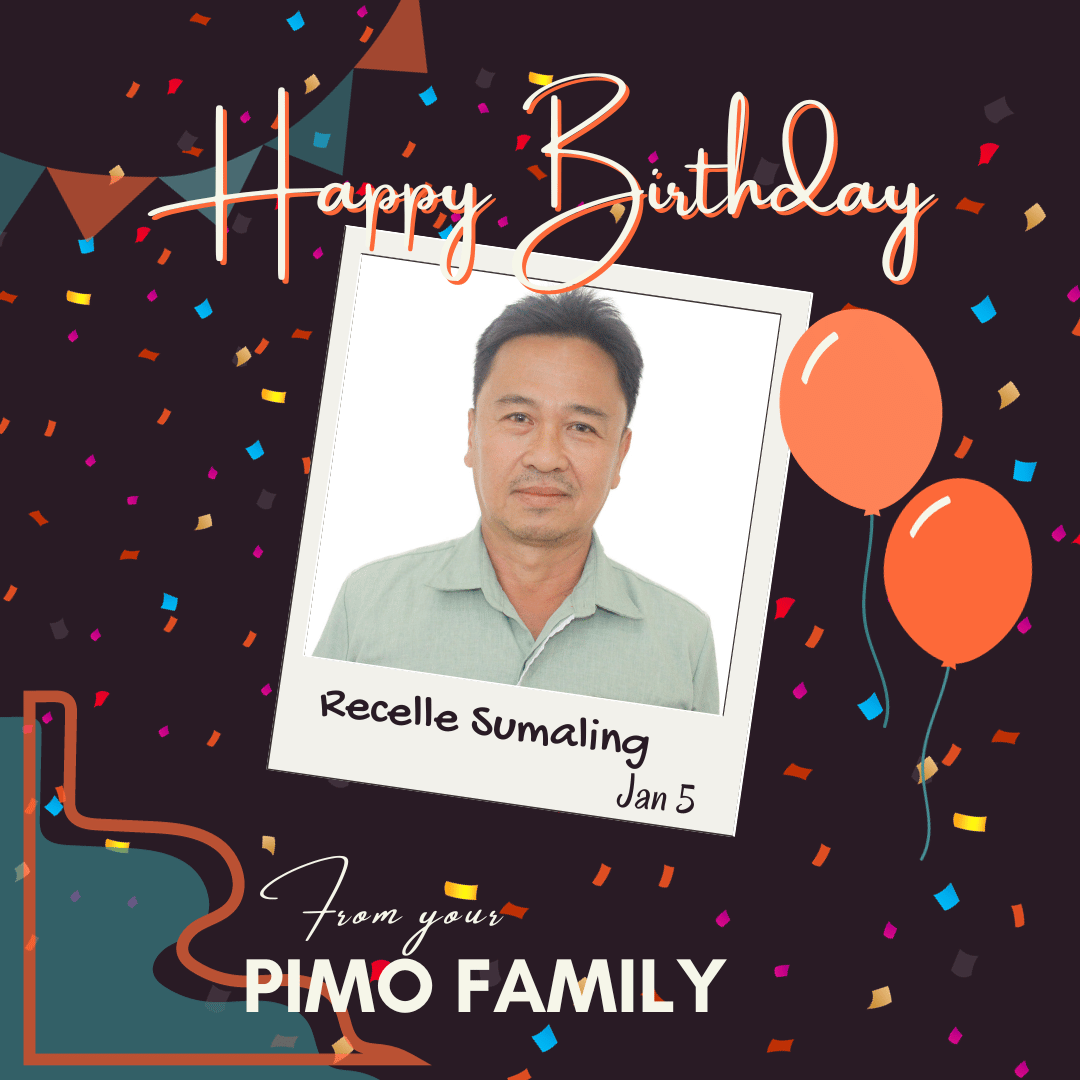 Happy Birthday
Recelle Sumaling
Jan 5
From your
PIMO FAMILY